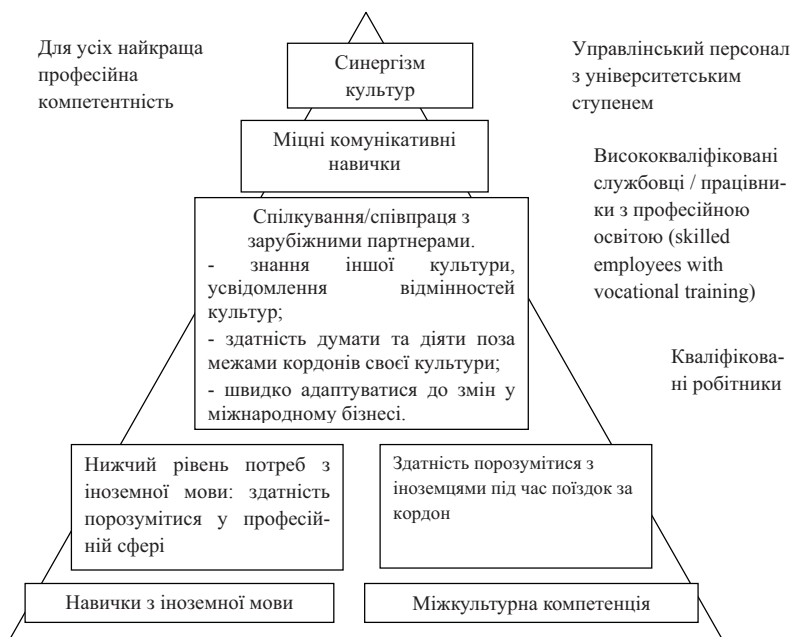 Для усіх найкраща
професійна
компетентність
Синергізм
культур
Управлінський персонал
з університетським
ступенем
Міцні комунікативні
навички
Висококваліфіковані
службовці / працівни-
ки з професійною
освітою (skilled
employees with
vocational training)
Спілкування/співпраця з
зарубіжними партнерами.
- знання іншої культури,
усвідомлення відмінностей
культур;
- здатність думати та діяти поза
межами кордонів своєї культури;
- швидко адаптуватися до змін у
міжнародному бізнесі.
Кваліфікова-
ні робітники
Нижчий рівень потреб з
іноземної мови: здатність
порозумітися у професій-
ній сфері
Здатність порозумітися з
іноземцями під час поїздок за
кордон
Навички з іноземної мови
Міжкультурна компетенція